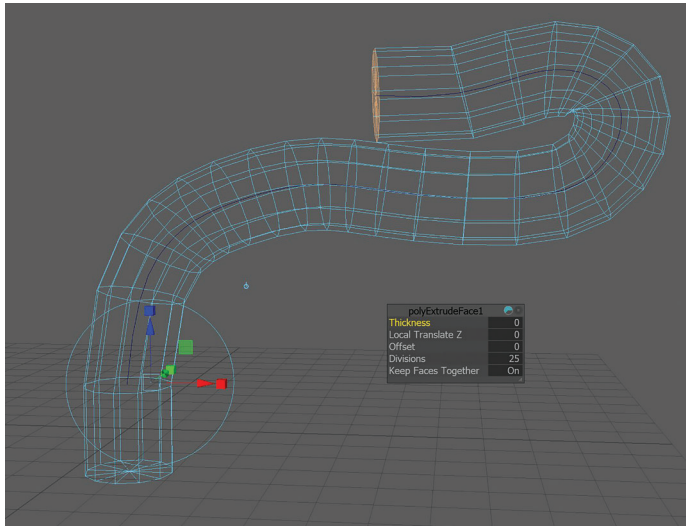 polyExtrudeFace1
Thickness 0
Local Translate Z 0
Offset 0
Divisions 25
Keep Faces Together On